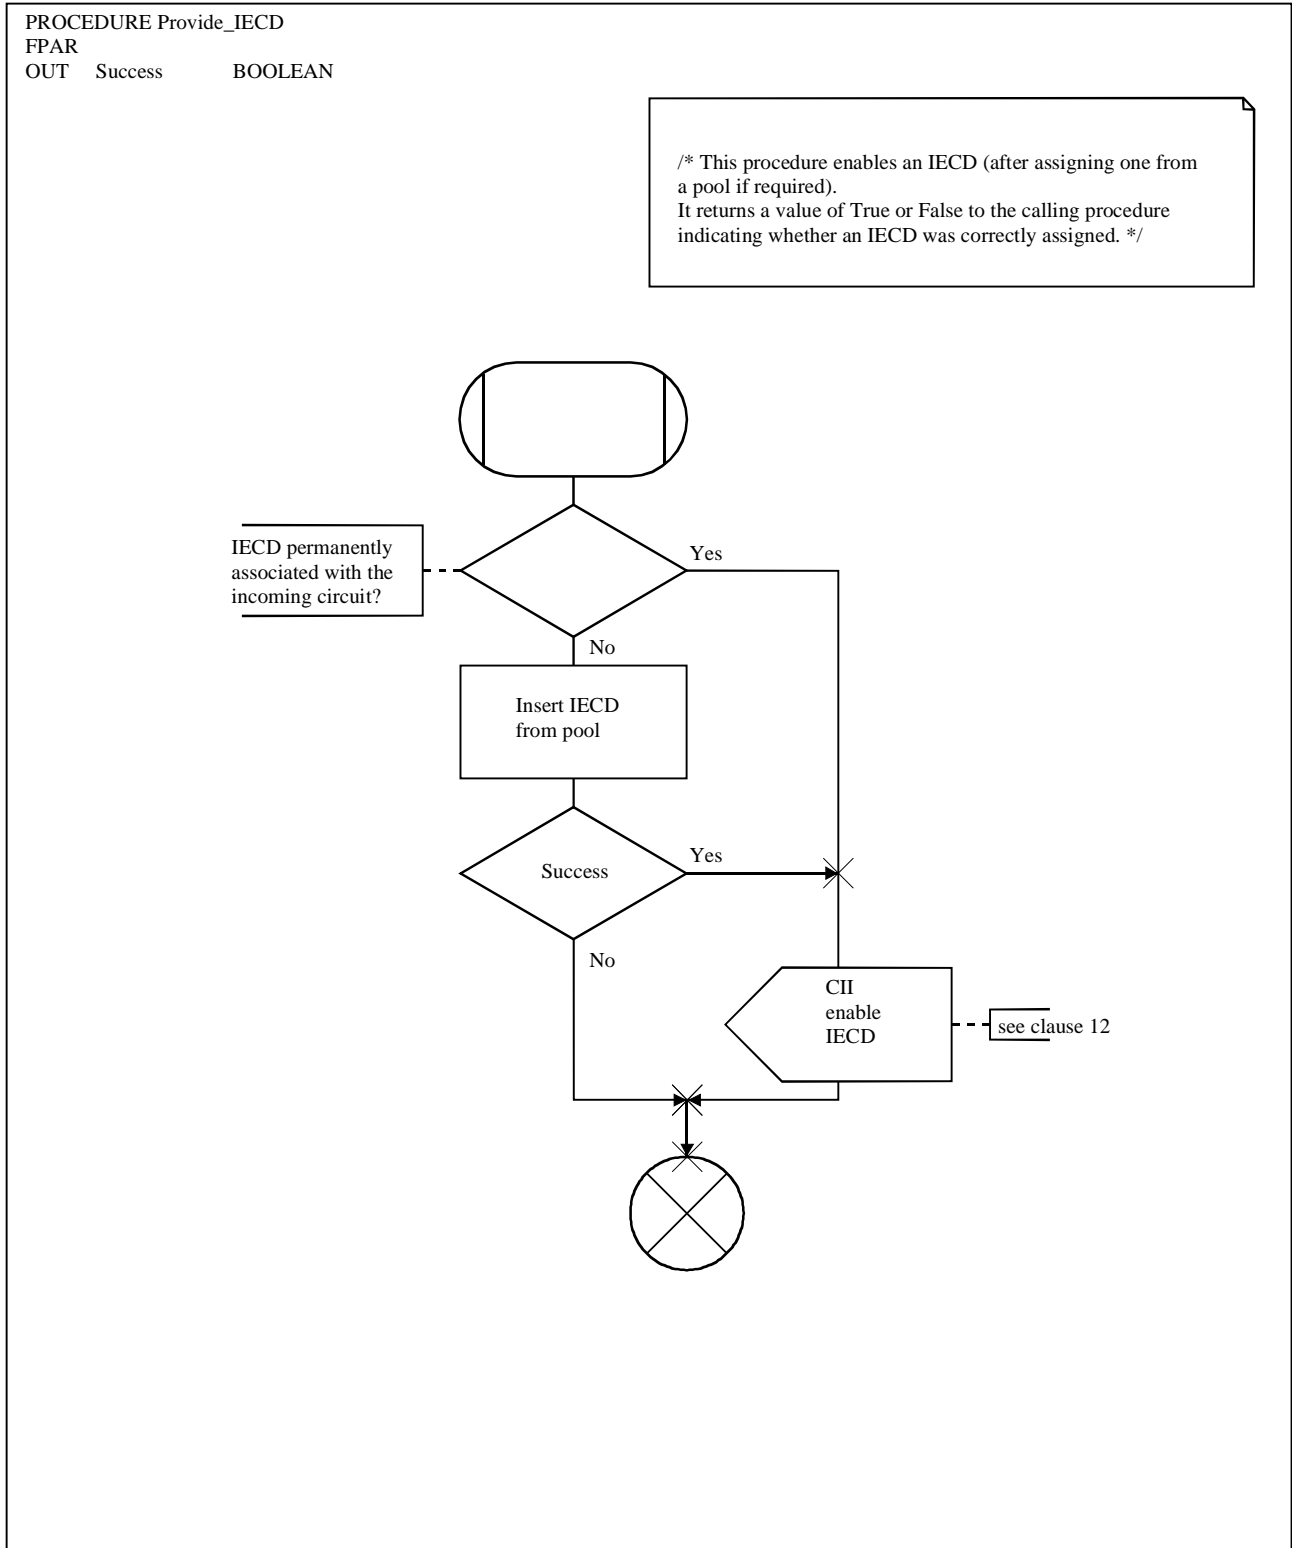 PROCEDURE Provide_IECD
FPAR
OUT Success BOOLEAN
/* This procedure enables an IECD (after assigning one from
a pool if required).
It returns a value of True or False to the calling procedure
indicating whether an IECD was correctly assigned. */
IECD permanently
associated with the
incoming circuit?
Yes
No
Insert IECD
from pool
Success
Yes
No
CII
enable
IECD
see clause 12